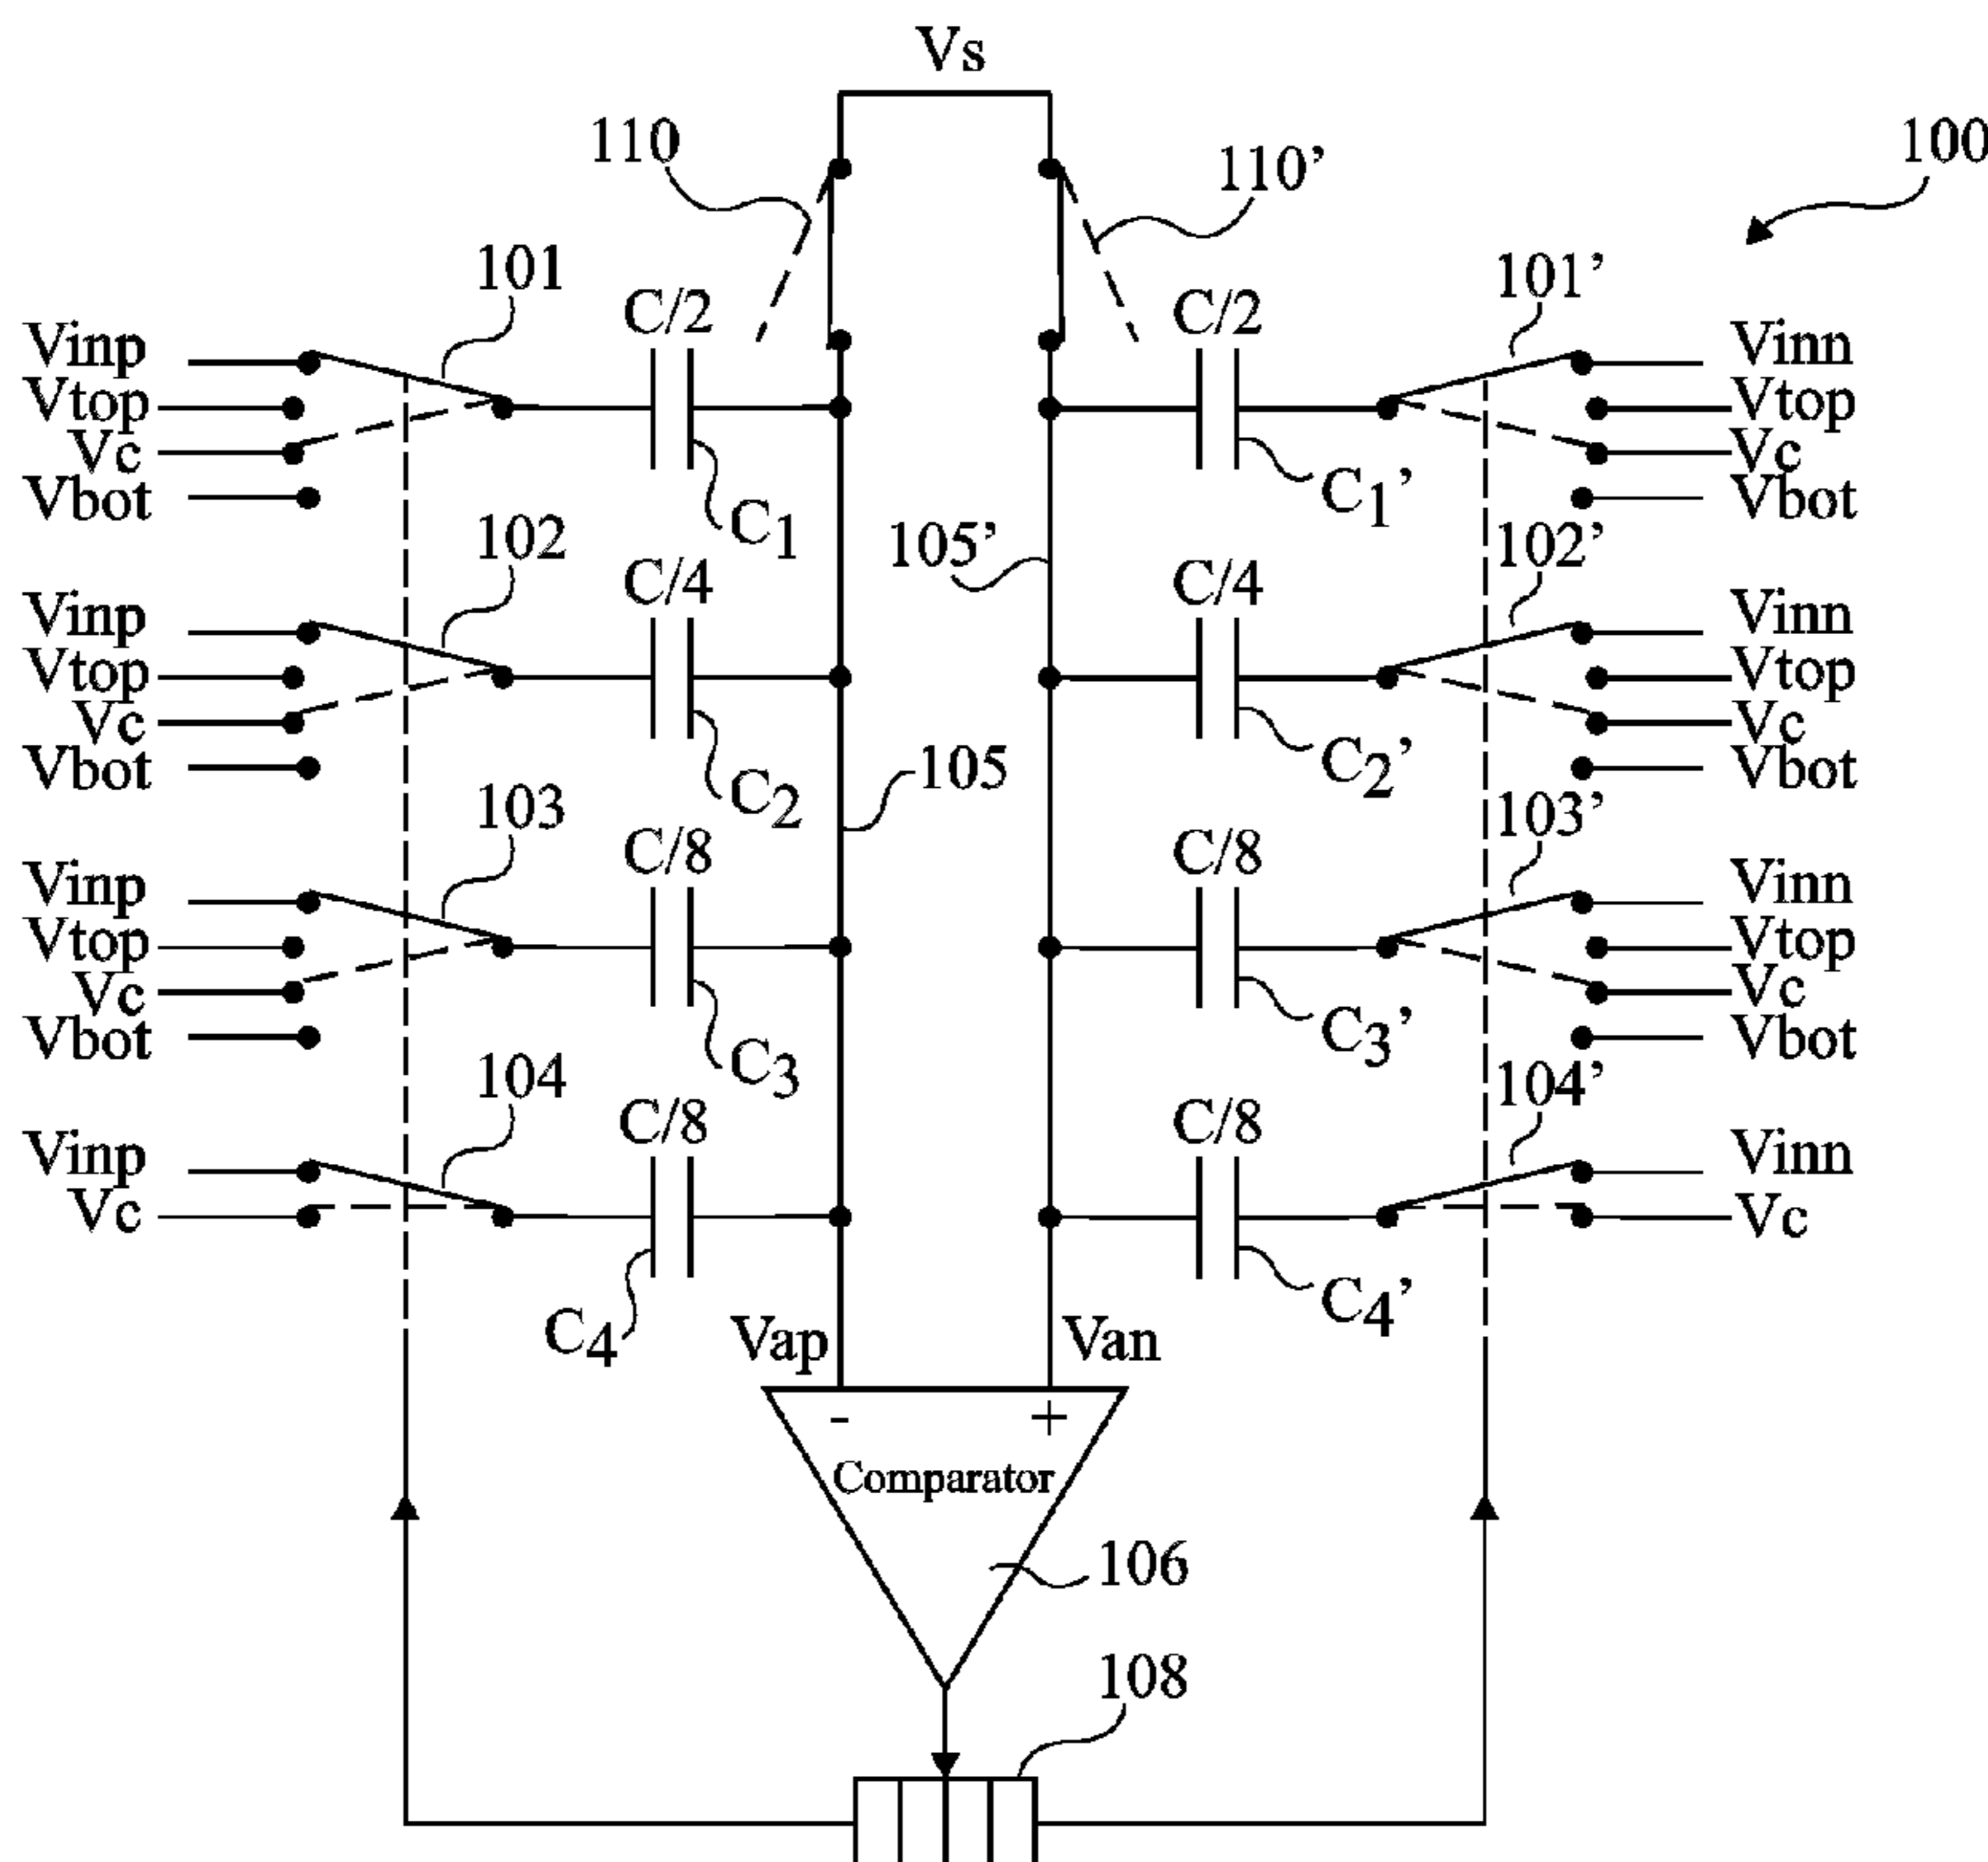 Vs
110
110’
100
101
C/2
C/2
101’
Vinp
Vinn
Vtop
Vtop
Vc
Vc
Vbot
C1
C1’
Vbot
102
105’
102’
C/4
C/4
Vinp
Vinn
Vtop
Vtop
Vc
Vc
Vbot
C2
105
C2’
Vbot
103
103’
C/8
C/8
Vinp
Vinn
Vtop
Vtop
Vc
Vc
Vbot
C3
C3’
Vbot
104
104’
C/8
C/8
Vinp
Vinn
Vc
Vc
C4
C4’
Vap
Van
- +
Comparator
106
108